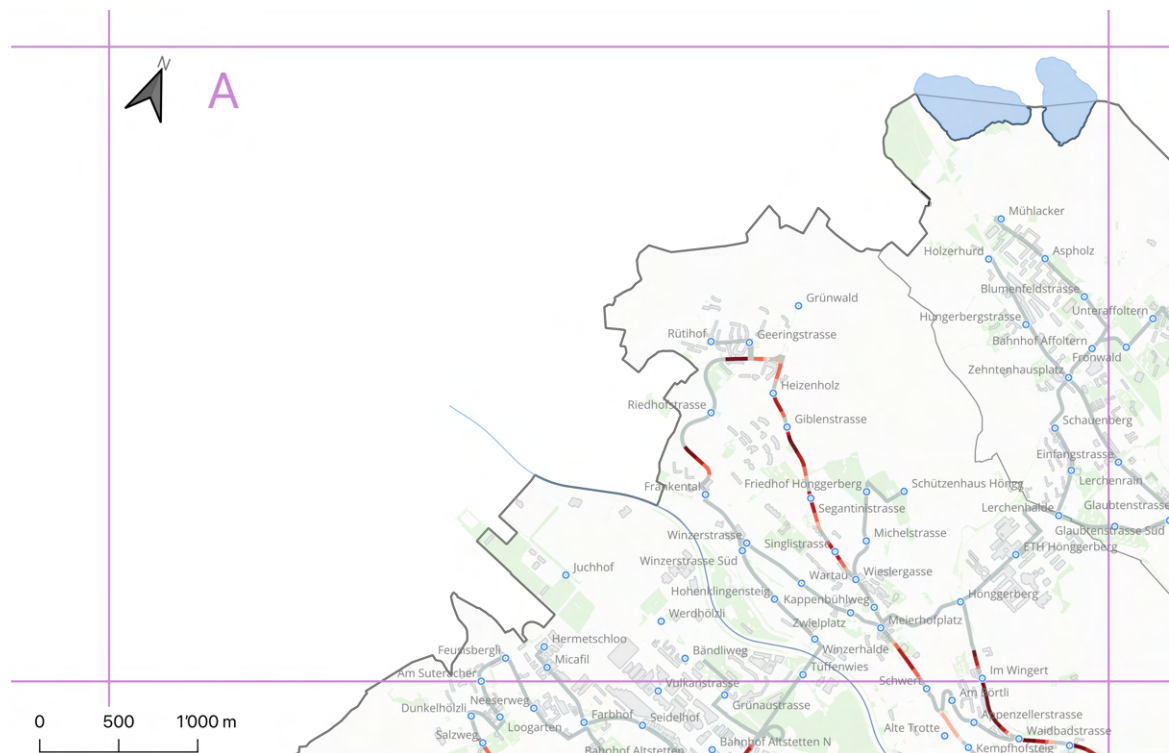 N
A
Mühlacker
Holzerhurd
Aspholz
Blumenfeldstrasse
Grünwald
Unteraffoltern
Hungerbergstrasse
Rütihof
Geeringstrasse
Bahnhof Affoltern
Fronwald
Zehntenhausplatz
Heizenholz
Riedhofstrasse
Giblenstrasse
Schauenberg
Einfangstrasse
Lerchenrain
Frankental
Friedhof Hönggerberg
Schützenhaus Höngg
Segantinistrasse
Lerchenhalde
Glaubtenstrasse
Glaubtenstrasse Süd
Winzerstrasse
Singlistrasse
Michelstrasse
Winzerstrasse Süd
ETH Hönggerberg
Juchhof
Wartau
Wieslergasse
Hohenklingensteig
Kappenbühlweg
Hönggerberg
Werdhölzli
Zwielplatz
Meierhofplatz
Hermetschloo
Winzerhalde
Feusisbergli
Micafil
Bändliweg
Tüffenwies
Am Suteracher
Im Wingert
Schwert
Neeserweg
Vulkanstrasse
Am Börtli
Dunkelhölzli
Grünaustrasse
Loogarten
Farbhof
Seidelhof
Appenzellerstrasse
Salzweg
Alte Trotte
Waidbadstrasse
Bahnhof Altstetten
Bahnhof Altstetten N
Kempfhofsteig
0 500 1'000 m